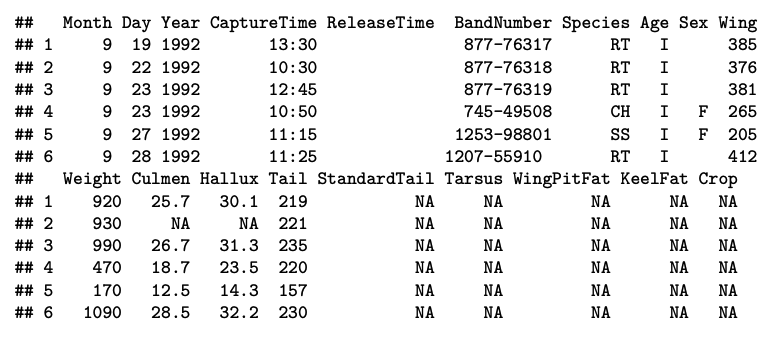 ## Month Day Year CaptureTime ReleaseTime BandNumber Species Age Sex Wing
## 1 9 19 1992 13:30 877-76317 RT I 385
## 2 9 22 1992 10:30 877-76318 RT I 376
## 3 9 23 1992 12:45 877-76319 RT I 381
## 4 9 23 1992 10:50 745-49508 CH I F 265
## 5 9 27 1992 11:15 1253-98801 SS I F 205
## 6 9 28 1992 11:25 1207-55910 RT I 412
## Weight Culmen Hallux Tail StandardTail Tarsus WingPitFat KeelFat Crop
## 1 920 25.7 30.1 219 NA NA NA NA NA
## 2 930 NA NA 221 NA NA NA NA NA
## 3 990 26.7 31.3 235 NA NA NA NA NA
## 4 470 18.7 23.5 220 NA NA NA NA NA
## 5 170 12.5 14.3 157 NA NA NA NA NA
## 6 1090 28.5 32.2 230 NA NA NA NA NA